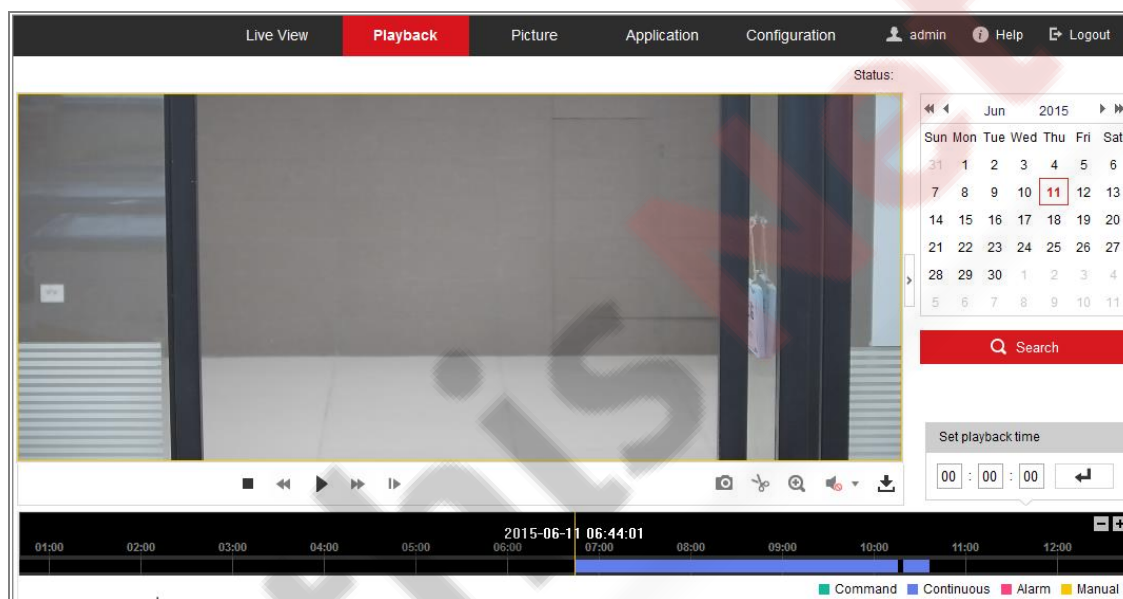 Live View Playback Picture Application Configuration admin Help Logout
Status:
Jun 2015
Sun Mon Tue Wed Thu Fri Sat
31 1 2 3 4 5 6
7 8 9 10 11 12 13
14 15 16 17 18 19 20
21 22 23 24 25 26 27
28 29 30 1 2 3 4
5 6 7 8 9 10 11
Search
Set playback time
00 : 00 : 00
2015-06-11 06:44:01
01:00 02:00 03:00 04:00 05:00 06:00 07:00 08:00 09:00 10:00 11:00 12:00
Command Continuous Alarm Manual